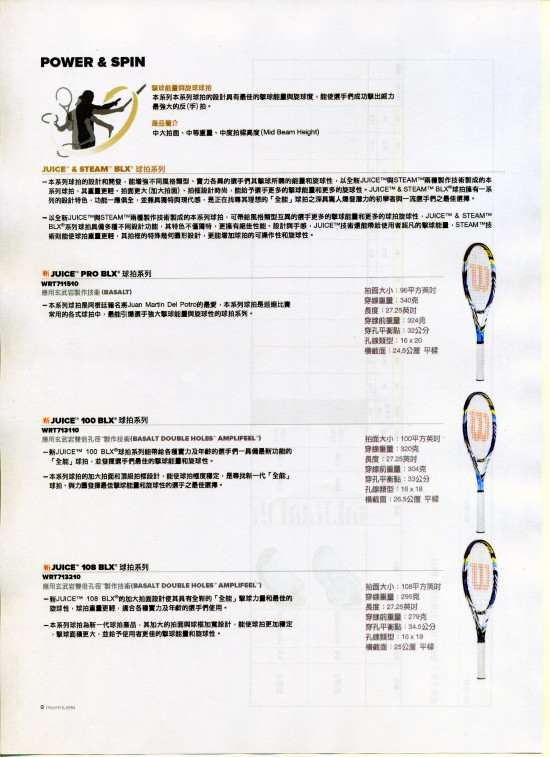 POWER & SPIN
擊球能量與旋球球拍
本系列本系列球拍的設計具有最佳的擊球能量與旋球度，能使選手們成功擊出威力
最強大的反(手)拍。
產品簡介
中大拍面、中等重量、中度拍樑高度(Mid Beam Height)
JUICE™ & STEAM™ BLX® 球拍系列
－本系列球拍的設計和開發，能增強不同風格類型、實力各異的選手們其擊球所需的能量和旋球性，以全新JUICE™與STEAM™兩種製作技術製成的本
系列球拍，其重量更輕、拍面更大(加大拍面)、拍框設計時尚，能給予選手更多的擊球能量和更多的旋球性。JUICE™ & STEAM™ BLX®球拍擁有一系
列的設計特色，功能一應俱全，並兼具獨特與現代感，是正在找尋其理想的「全能」球拍之深具驚人爆發潛力的初學者與一流選手們之最佳選擇。
－以全新JUICE™與STEAM™兩種製作技術製成的本系列球拍，可帶給風格類型互異的選手更多的擊球能量和更多的球拍旋球性，JUICE™ & STEAM™
BLX®系列球拍具備多種不同設計功能，其特色不僅獨特，更擁有絕佳性能、設計與手感，JUICE™技術還能帶給使用者超凡的擊球能量，STEAM™技
術則能使球拍重量更輕，其拍框的特殊幾何圖形設計，更能增加球拍的可操作性和旋球性。
新 JUICE™ PRO BLX® 球拍系列
WRT711510
應用玄武岩製作技術 (BASALT)
－本系列球拍是阿根廷籍名將Juan Martin Del Potro的最愛，本系列球拍是巡迴比賽
常用的各式球拍中，最能引爆選手強大擊球能量與旋球性的球拍系列。
拍面大小：96平方英吋
穿線重量：340克
長度：27.25英吋
穿線前重量：324克
穿孔平衡點：32公分
孔線類型：16 x 20
橫截面：24.5公厘 平樑
新 JUICE™ 100 BLX® 球拍系列
WRT713110
應用玄武岩雙倍孔徑™製作技術(BASALT DOUBLE HOLES™ AMPLIFEEL™)
－新JUICE™ 100 BLX®球拍系列能帶給各種實力及年齡的選手們一具備最新功能的
「全能」球拍，並發揮選手們最佳的擊球能量和旋球性。
－本系列球拍的加大拍面和頂級拍框設計，能使球拍極度穩定，是尋找新一代「全能」
球拍、與力圖發揮最佳擊球能量和旋球性的選手之最佳選擇。
拍面大小：100平方英吋
穿線重量：320克
長度：27.25英吋
穿線前重量：304克
穿孔平衡點：33公分
孔線類型：16 x 18
橫截面：26.5公厘 平樑
新 JUICE™ 108 BLX® 球拍系列
WRT713210
應用玄武岩雙倍孔徑™製作技術(BASALT DOUBLE HOLES™ AMPLIFEEL™)
－新JUICE™ 108 BLX®的加大拍面設計使其具有全新的「全能」擊球力量和最佳的
旋球性，球拍重量更輕，適合各種實力及年齡的選手們使用。
－本系列球拍為新一代球拍產品，其加大的拍面與球框加寬設計，能使球拍更加穩定
，擊球面積更大，並給予使用者更佳的擊球能量和旋球性。
拍面大小：108平方英吋
穿線重量：295克
長度：27.25英吋
穿線前重量：279克
穿孔平衡點：34.5公分
孔線類型：16 x 19
橫截面：25公厘 平樑
8 POWER & SPIN